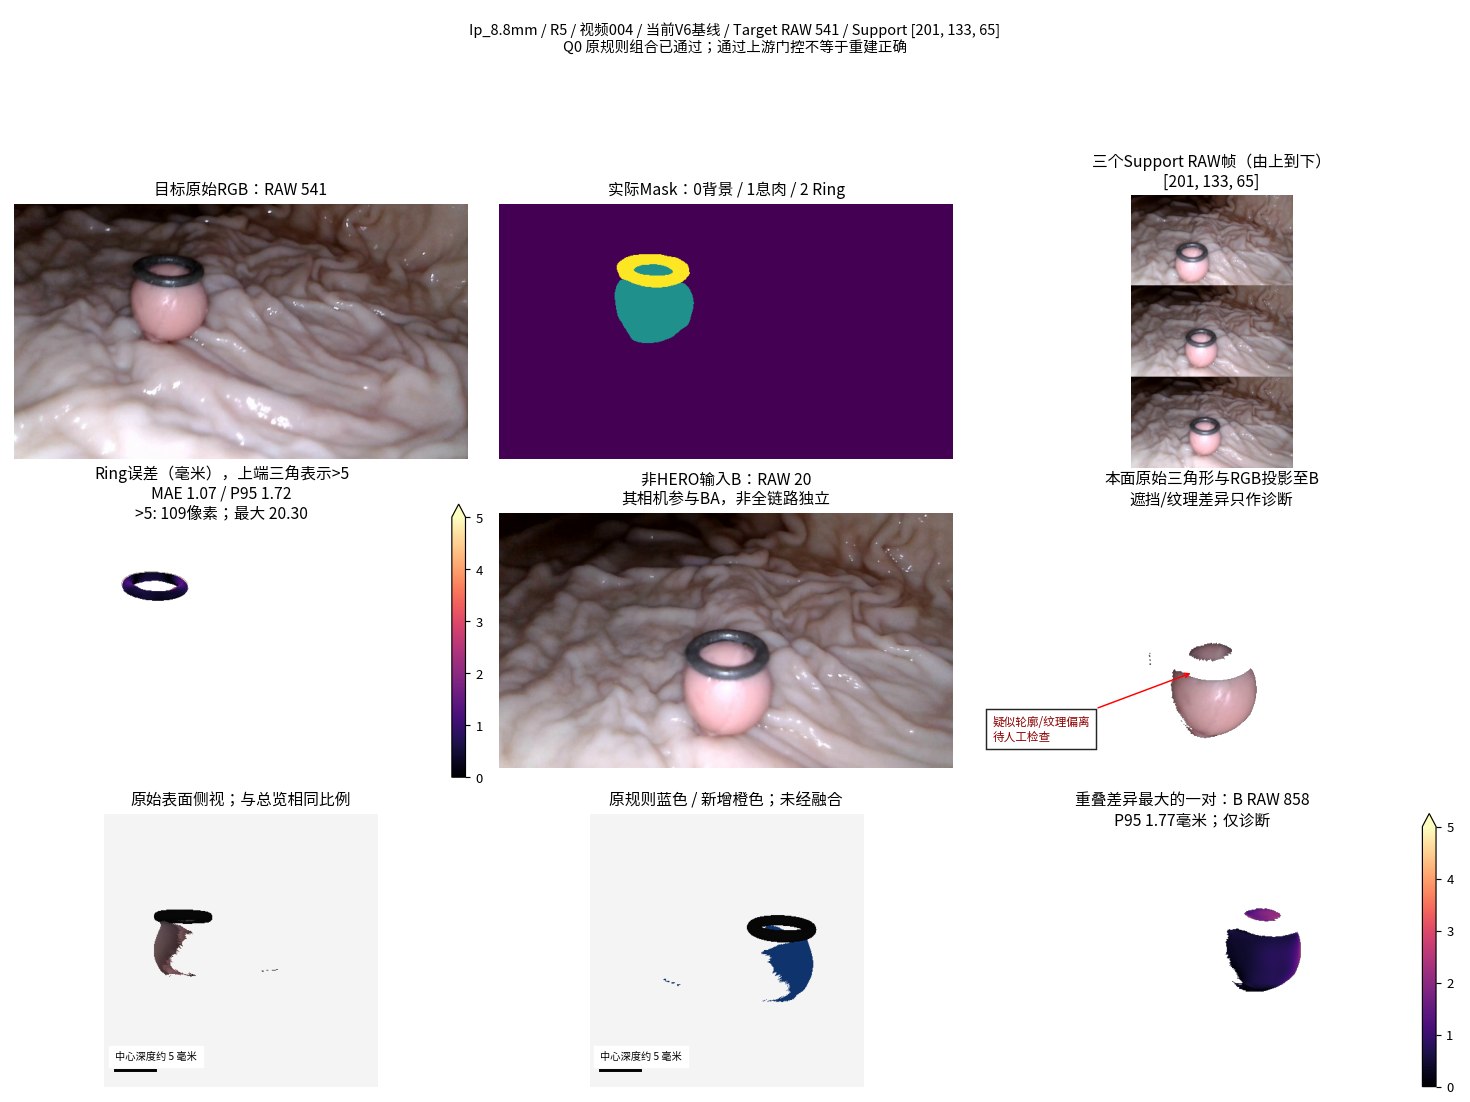 Ip_8.8mm / R5 / 视频004 / 当前V6基线 / Target RAW 541 / Support [201, 133, 65]
Q0 原规则组合已通过；通过上游门控不等于重建正确
目标原始RGB：RAW 541
实际Mask：0背景 / 1息肉 / 2 Ring
三个Support RAW帧（由上到下）
[201, 133, 65]
Ring误差（毫米），上端三角表示>5
MAE 1.07 / P95 1.72
>5: 109像素；最大 20.30
5
4
3
2
1
0
非HERO输入B：RAW 20
其相机参与BA，非全链路独立
本面原始三角形与RGB投影至B
遮挡/纹理差异只作诊断
疑似轮廓/纹理偏离
待人工检查
原始表面侧视；与总览相同比例
中心深度约 5 毫米
原规则蓝色 / 新增橙色；未经融合
中心深度约 5 毫米
重叠差异最大的一对：B RAW 858
P95 1.77毫米；仅诊断
5
4
3
2
1
0